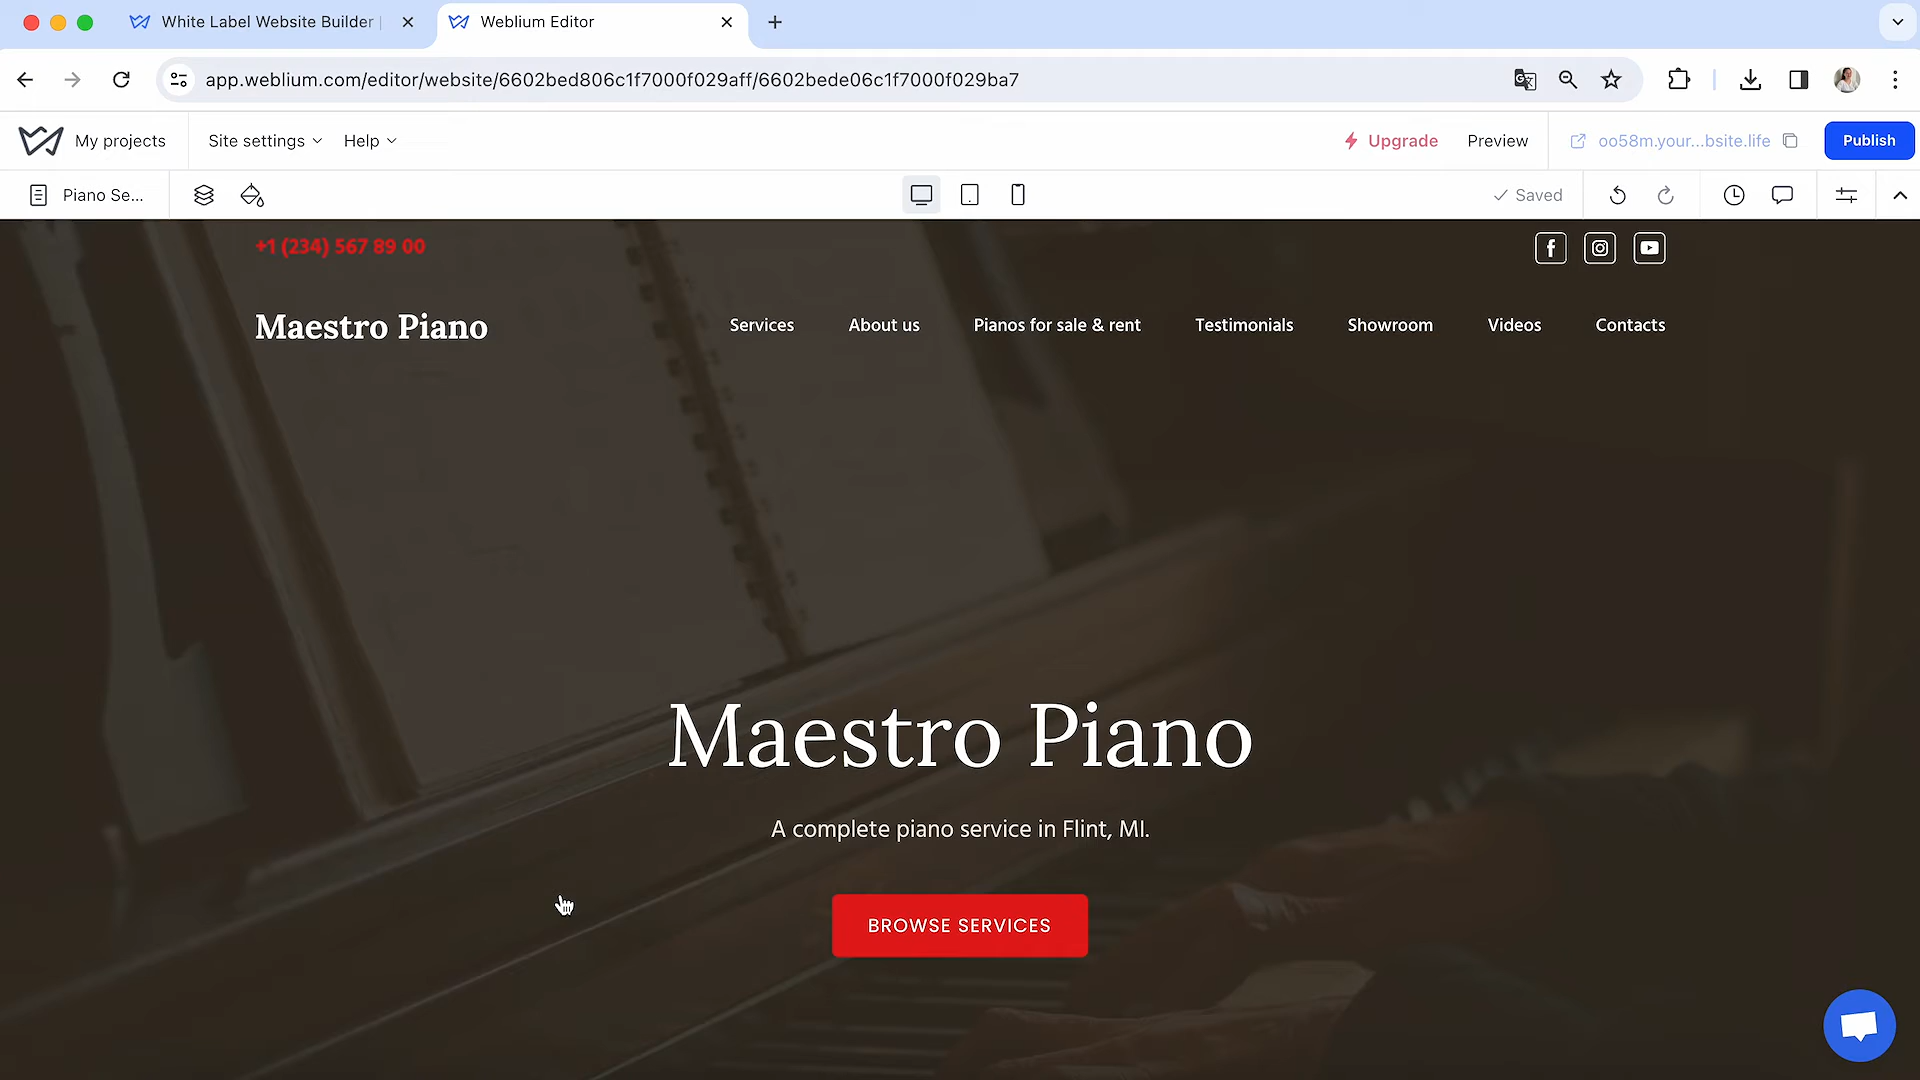 White Label Website Builder |
Weblium Editor
app.weblium.com/editor/website/6602bed806c1f7000f029aff/6602bede06c1f7000f029ba7
My projects
Site settings
Help
Upgrade
Preview
oo58m.your...bsite.life
Publish
Piano Se...
Saved
+1 (234) 567 89 00
Maestro Piano
Services
About us
Pianos for sale & rent
Testimonials
Showroom
Videos
Contacts
Maestro Piano
A complete piano service in Flint, MI.
BROWSE SERVICES